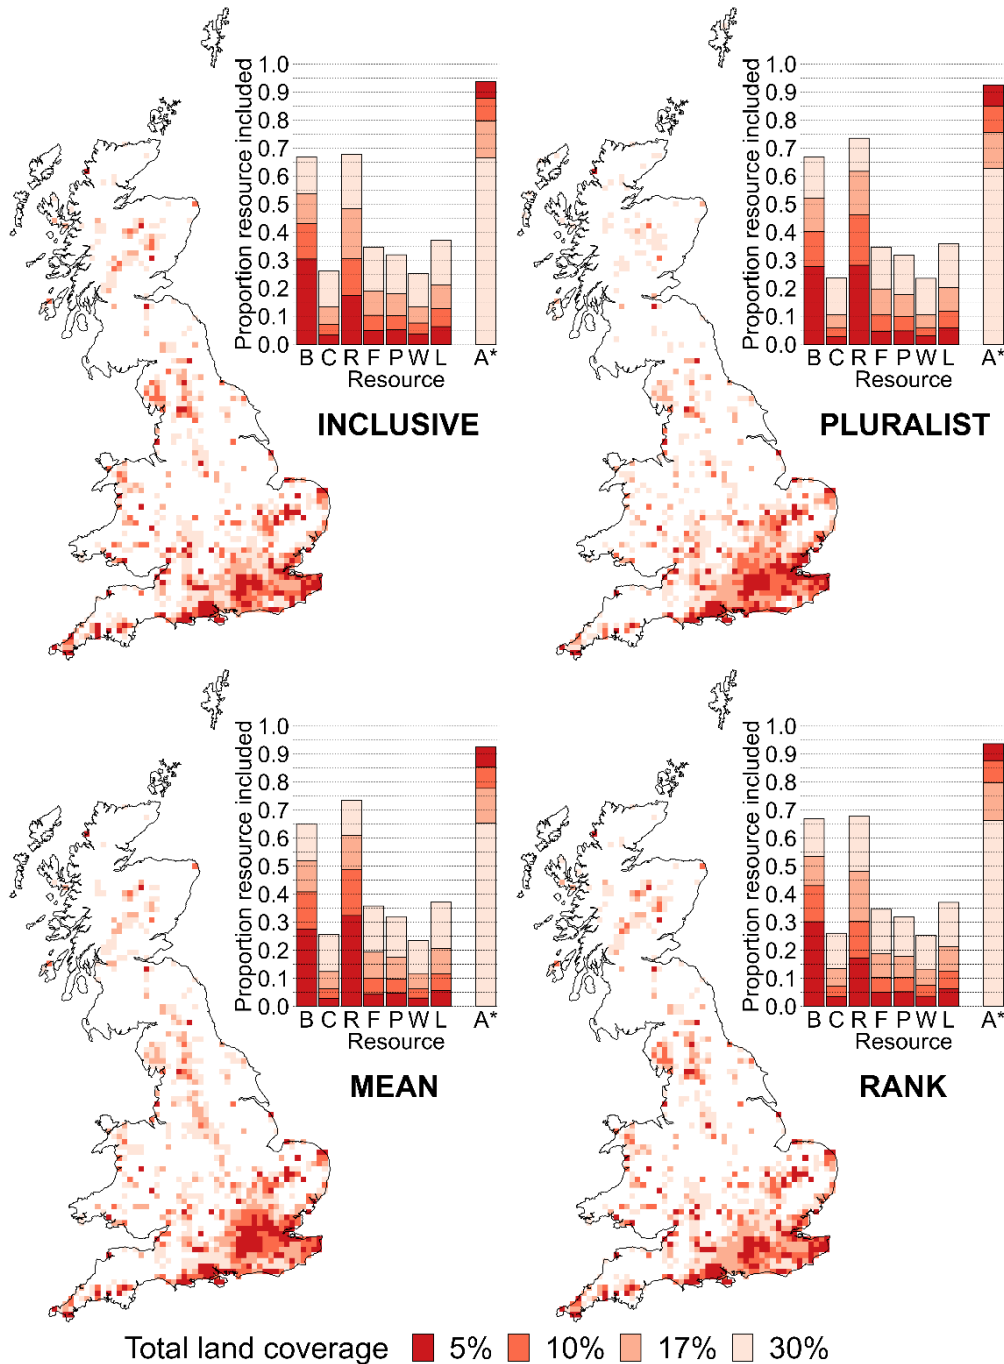 Proportion resource included
1.0
0.9
0.8
0.7
0.6
0.5
0.4
0.3
0.2
0.1
0.0
B C R F P W L A*
Resource
INCLUSIVE
Proportion resource included
1.0
0.9
0.8
0.7
0.6
0.5
0.4
0.3
0.2
0.1
0.0
B C R F P W L A*
Resource
PLURALIST
Proportion resource included
1.0
0.9
0.8
0.7
0.6
0.5
0.4
0.3
0.2
0.1
0.0
B C R F P W L A*
Resource
MEAN
Proportion resource included
1.0
0.9
0.8
0.7
0.6
0.5
0.4
0.3
0.2
0.1
0.0
B C R F P W L A*
Resource
RANK
Total land coverage 5% 10% 17% 30%